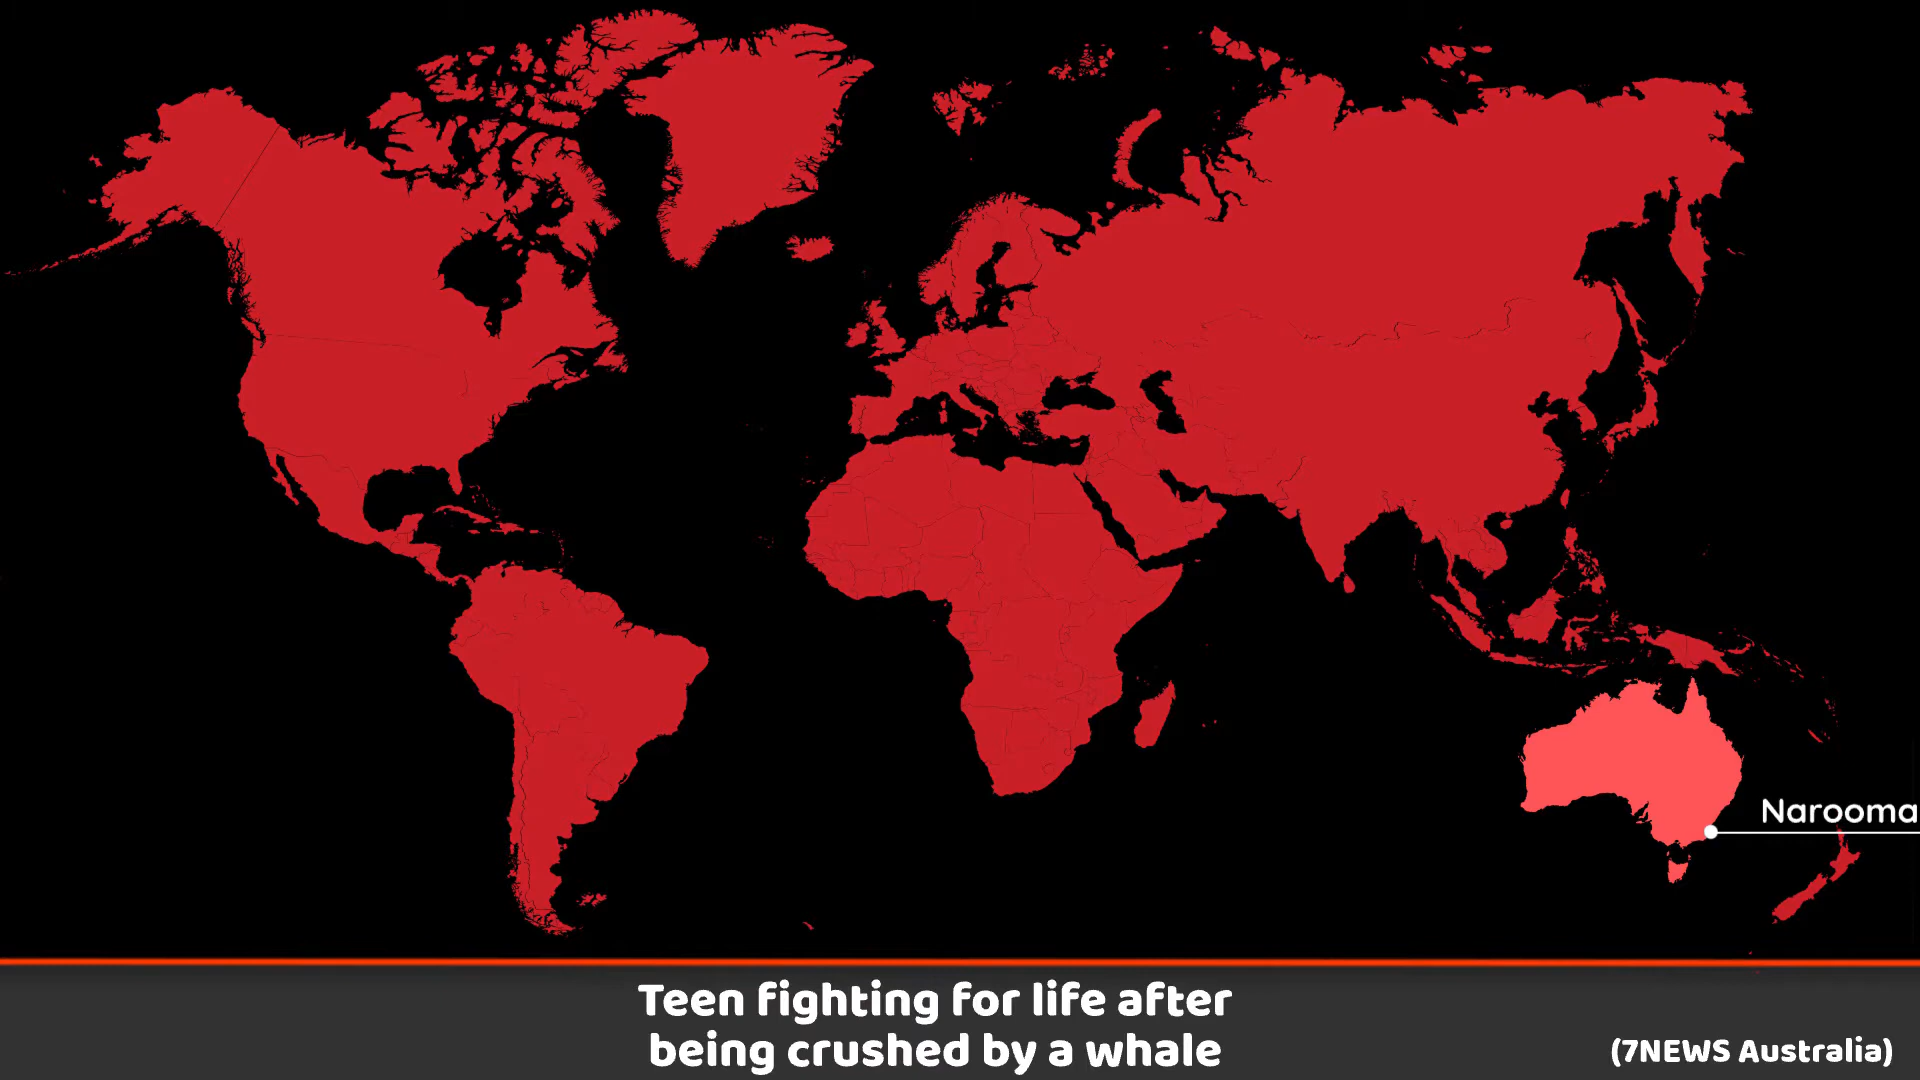 Narooma
Teen fighting for life after
being crushed by a whale
(7NEWS Australia)